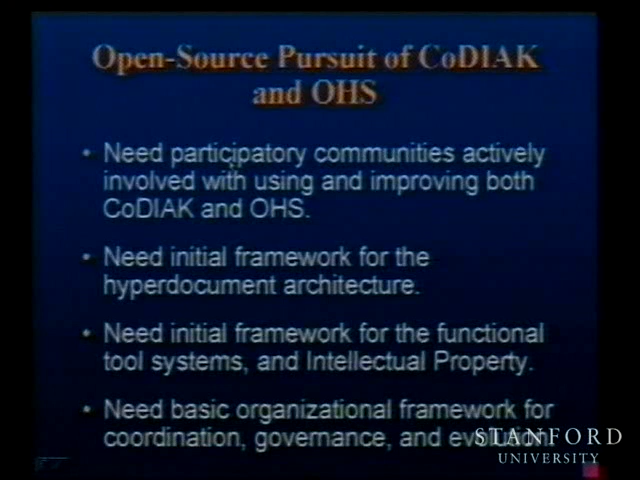 Open-Source Pursuit of CoDIAK
and OHS
• Need participatory communities actively
involved with using and improving both
CoDIAK and OHS.
• Need initial framework for the
hyperdocument architecture.
• Need initial framework for the functional
tool systems, and Intellectual Property.
• Need basic organizational framework for
coordination, governance, and
STANFORD
UNIVERSITY